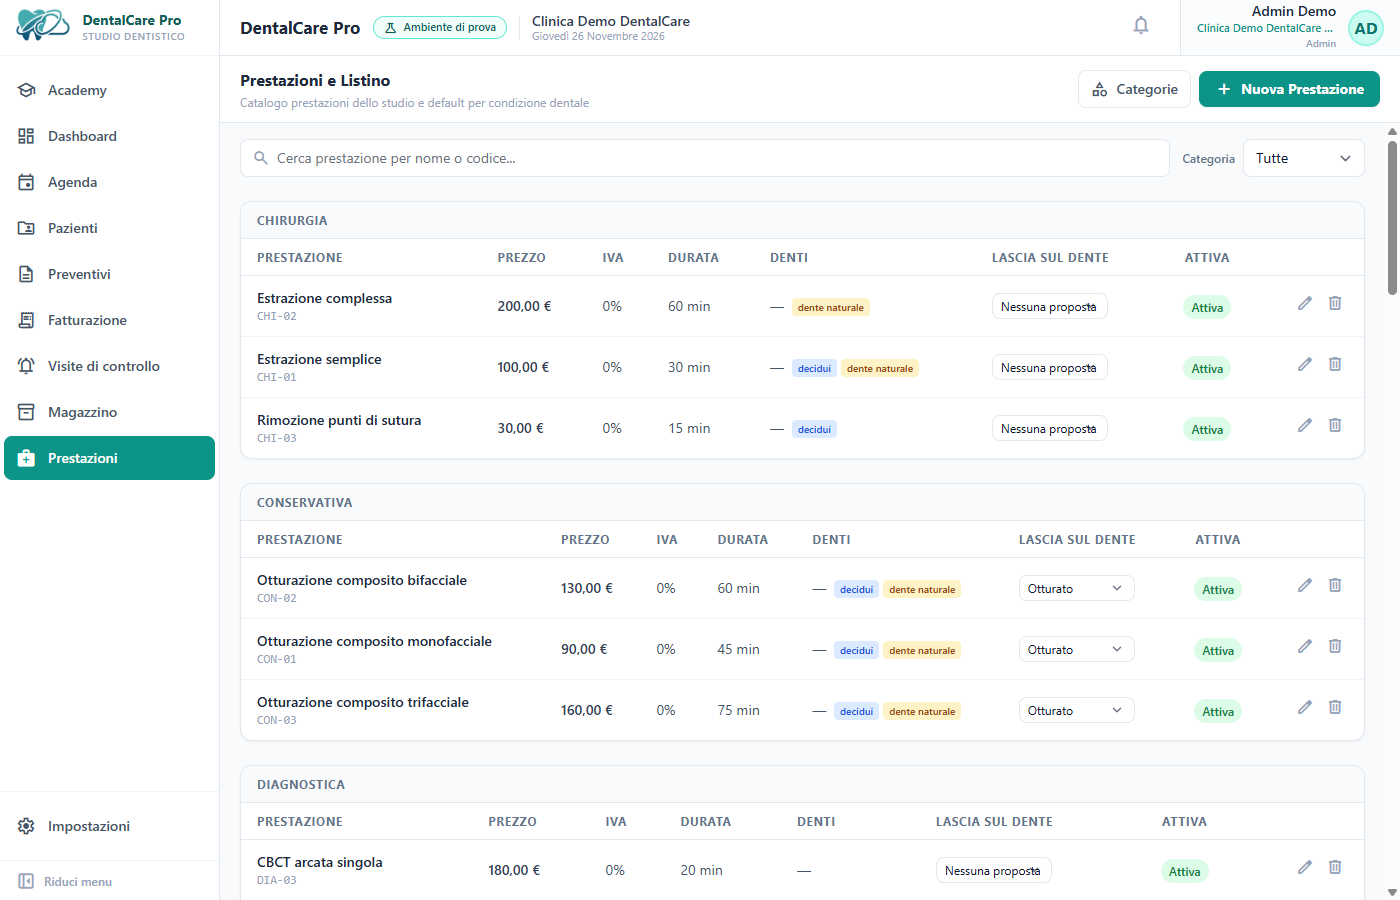 DentalCare Pro
STUDIO DENTISTICO
Academy
Dashboard
Agenda
Pazienti
Preventivi
Fatturazione
Visite di controllo
Magazzino
Prestazioni
Impostazioni
Riduci menu
DentalCare Pro
Ambiente di prova
Clinica Demo DentalCare
Giovedì 26 Novembre 2026
Admin Demo
Clinica Demo DentalCare ...
Admin
AD
Prestazioni e Listino
Catalogo prestazioni dello studio e default per condizione dentale
Categorie
+ Nuova Prestazione
Cerca prestazione per nome o codice...
Categoria Tutte
CHIRURGIA
PRESTAZIONE PREZZO IVA DURATA DENTI LASCIA SUL DENTE ATTIVA
Estrazione complessa 200,00 € 0% 60 min — dente naturale Nessuna proposta Attiva
CHI-02
Estrazione semplice 100,00 € 0% 30 min — decidui dente naturale Nessuna proposta Attiva
CHI-01
Rimozione punti di sutura 30,00 € 0% 15 min — decidui Nessuna proposta Attiva
CHI-03
CONSERVATIVA
PRESTAZIONE PREZZO IVA DURATA DENTI LASCIA SUL DENTE ATTIVA
Otturazione composito bifacciale 130,00 € 0% 60 min — decidui dente naturale Otturato Attiva
CON-02
Otturazione composito monofacciale 90,00 € 0% 45 min — decidui dente naturale Otturato Attiva
CON-01
Otturazione composito trifacciale 160,00 € 0% 75 min — decidui dente naturale Otturato Attiva
CON-03
DIAGNOSTICA
PRESTAZIONE PREZZO IVA DURATA DENTI LASCIA SUL DENTE ATTIVA
CBCT arcata singola 180,00 € 0% 20 min — Nessuna proposta Attiva
DIA-03